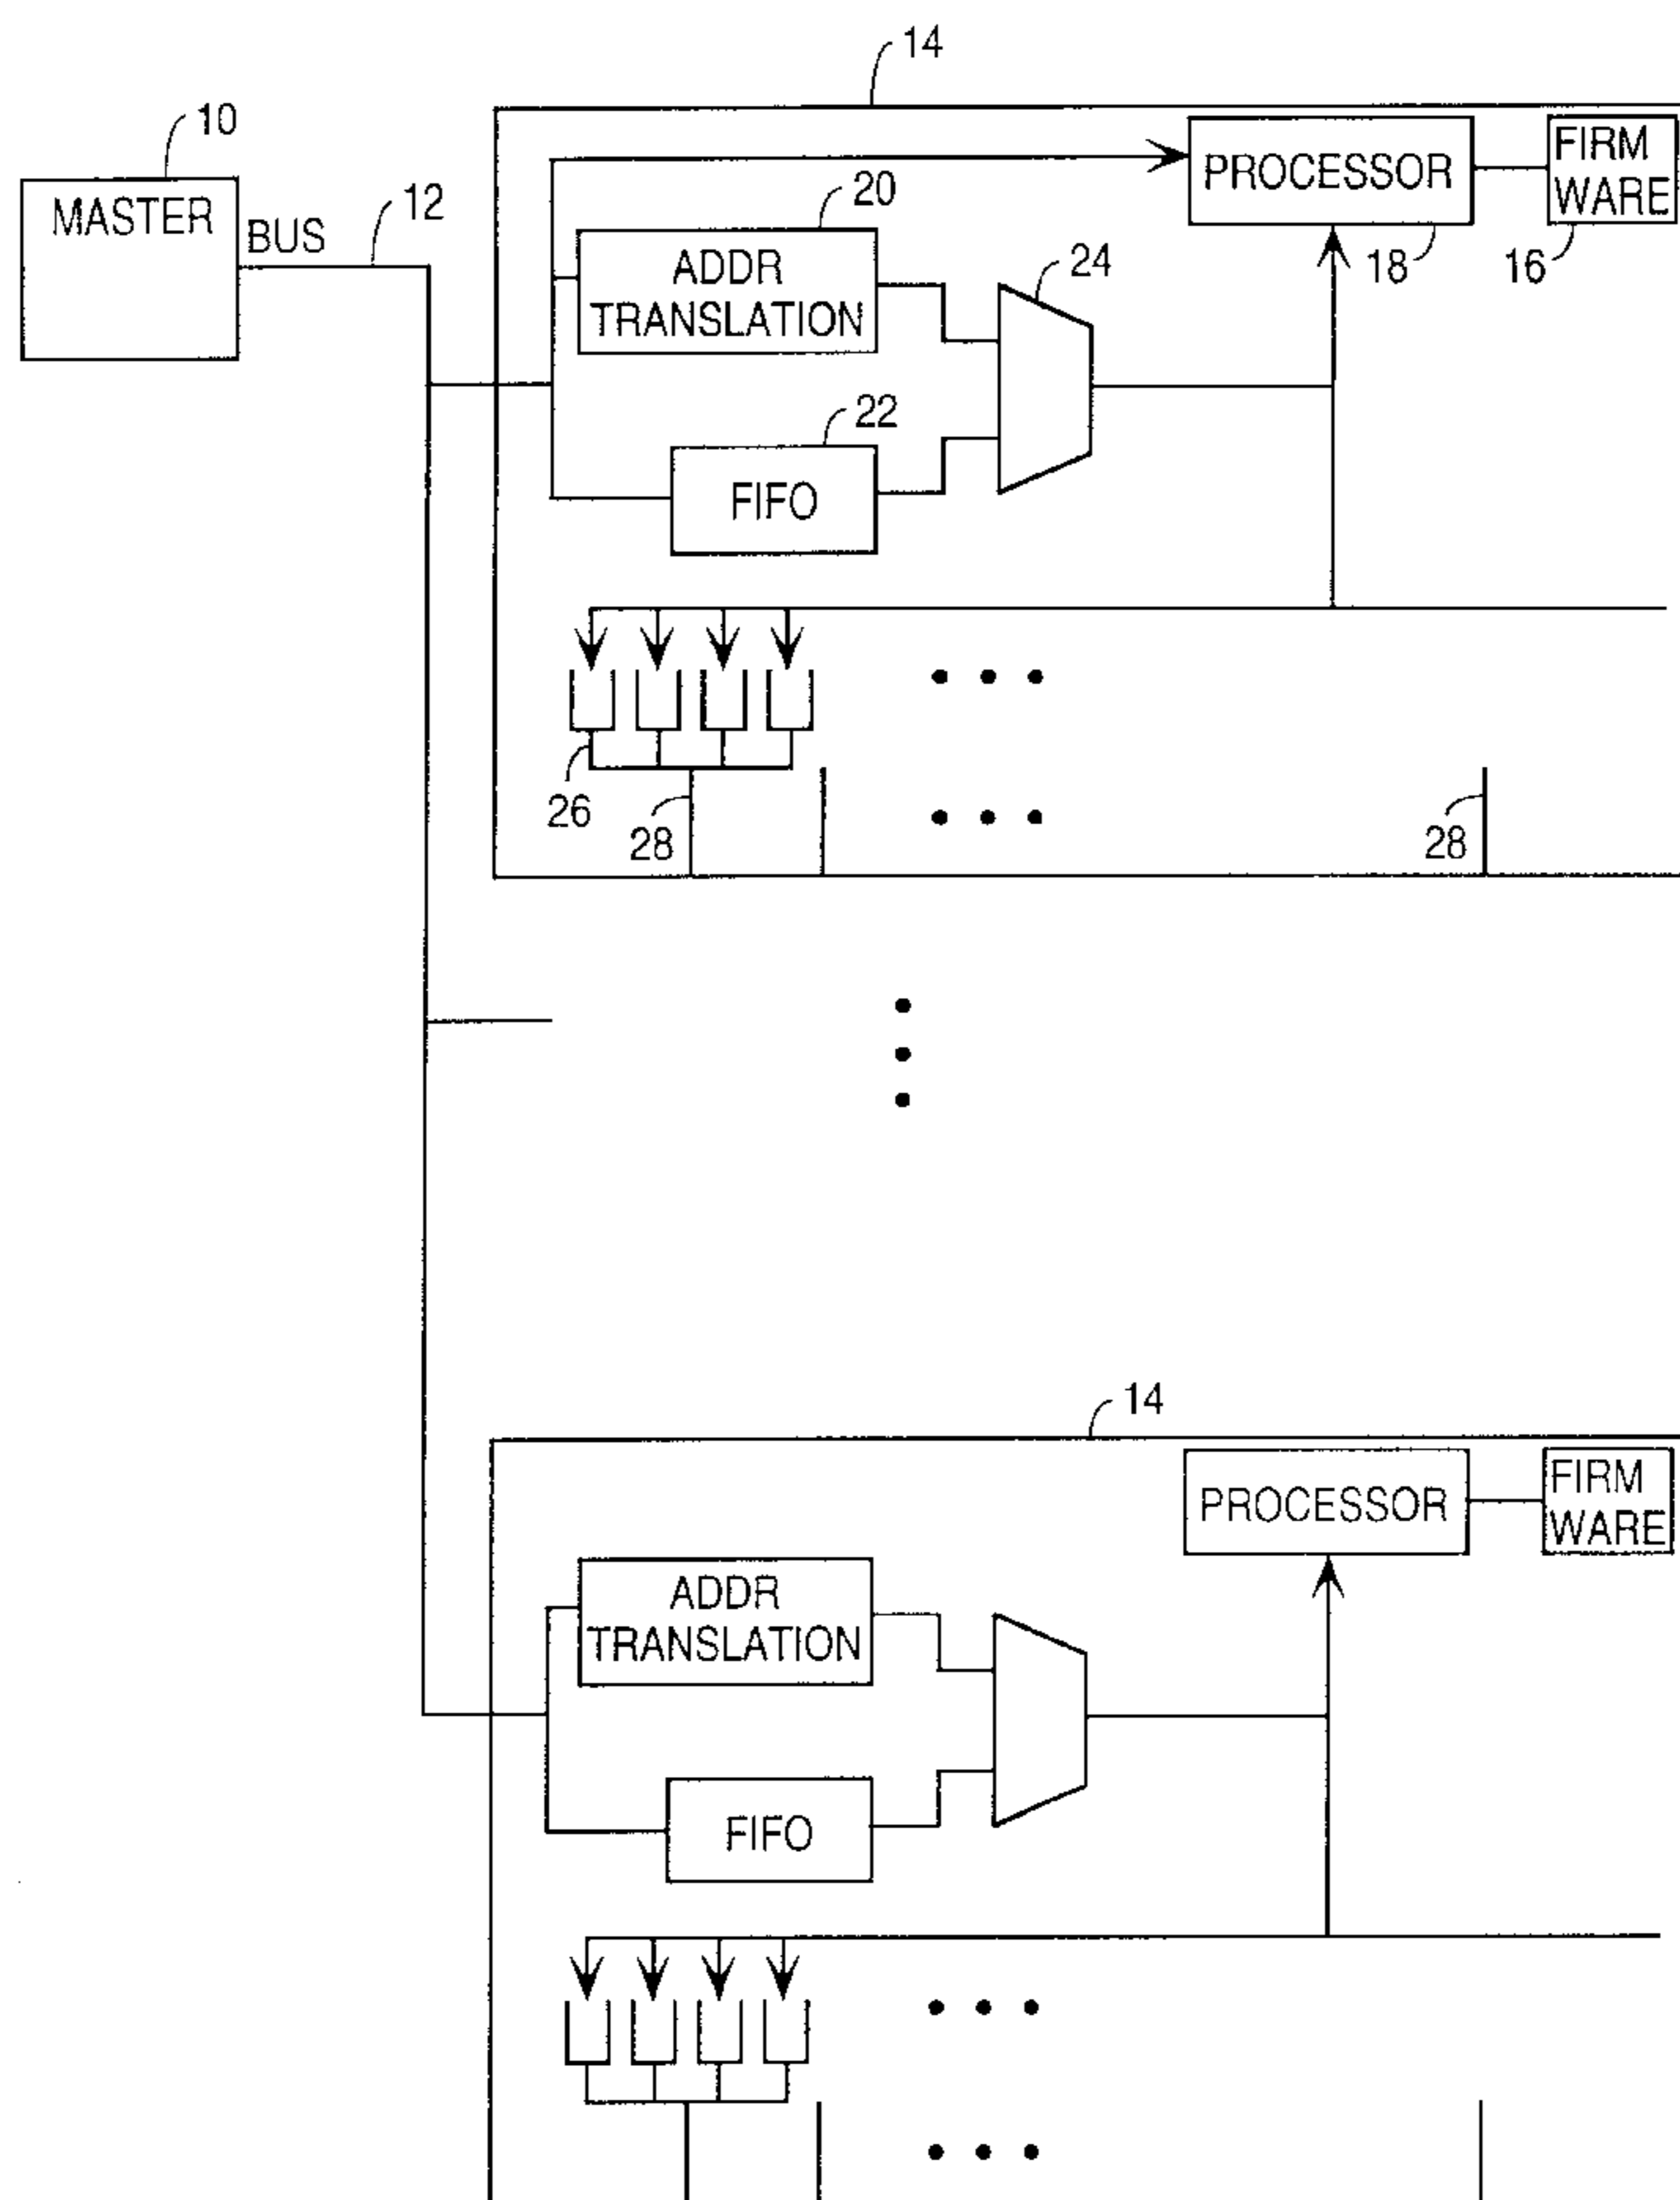 14
10
MASTER
BUS
12
PROCESSOR
FIRM
WARE
20
ADDR
TRANSLATION
24
18
16
22
FIFO
26
28
28
14
PROCESSOR
FIRM
WARE
ADDR
TRANSLATION
FIFO